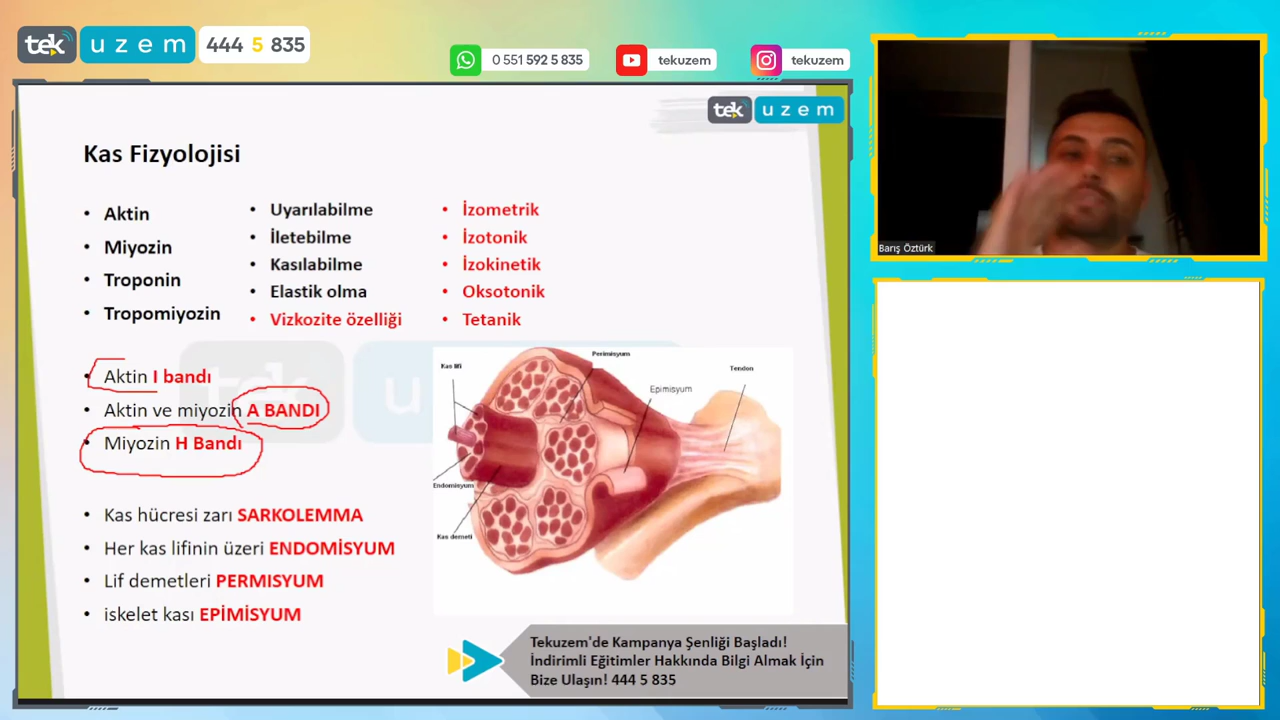 tek uzem 444 5 835
0 551 592 5 835
tekuzem
tekuzem
tek uzem
Kas Fizyolojisi
• Aktin
• Miyozin
• Troponin
• Tropomiyozin
• Uyarılabilme
• İletebilme
• Kasılabilme
• Elastik olma
• Vizkozite özelliği
• İzometrik
• İzotonik
• İzokinetik
• Oksotonik
• Tetanik
• Aktin I bandı
• Aktin ve miyozin A BANDI
• Miyozin H Bandı
• Kas hücresi zarı SARKOLEMMA
• Her kas lifinin üzeri ENDOMİSYUM
• Lif demetleri PERMISYUM
• iskelet kası EPİMİSYUM
Kas lifi
Perimisyum
Epimisyum
Tendon
Endomisyum
Kas demeti
Tekuzem'de Kampanya Şenliği Başladı!
İndirimli Eğitimler Hakkında Bilgi Almak İçin
Bize Ulaşın! 444 5 835
Barış Öztürk